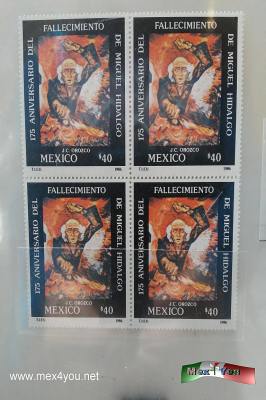 FALLECIMIENTO
175 ANIVERSARIO DEL
DE MIGUEL HIDALGO
J.C. OROZCO
MEXICO $40
1986
FALLECIMIENTO
175 ANIVERSARIO DEL
DE MIGUEL HIDALGO
J.C. OROZCO
MEXICO $40
1986
FALLECIMIENTO
175 ANIVERSARIO DEL
DE MIGUEL HIDALGO
J.C. OROZCO
MEXICO $40
1986
FALLECIMIENTO
175 ANIVERSARIO DEL
DE MIGUEL HIDALGO
J.C. OROZCO
MEXICO $40
1986
www.mex4you.net
Mex4You